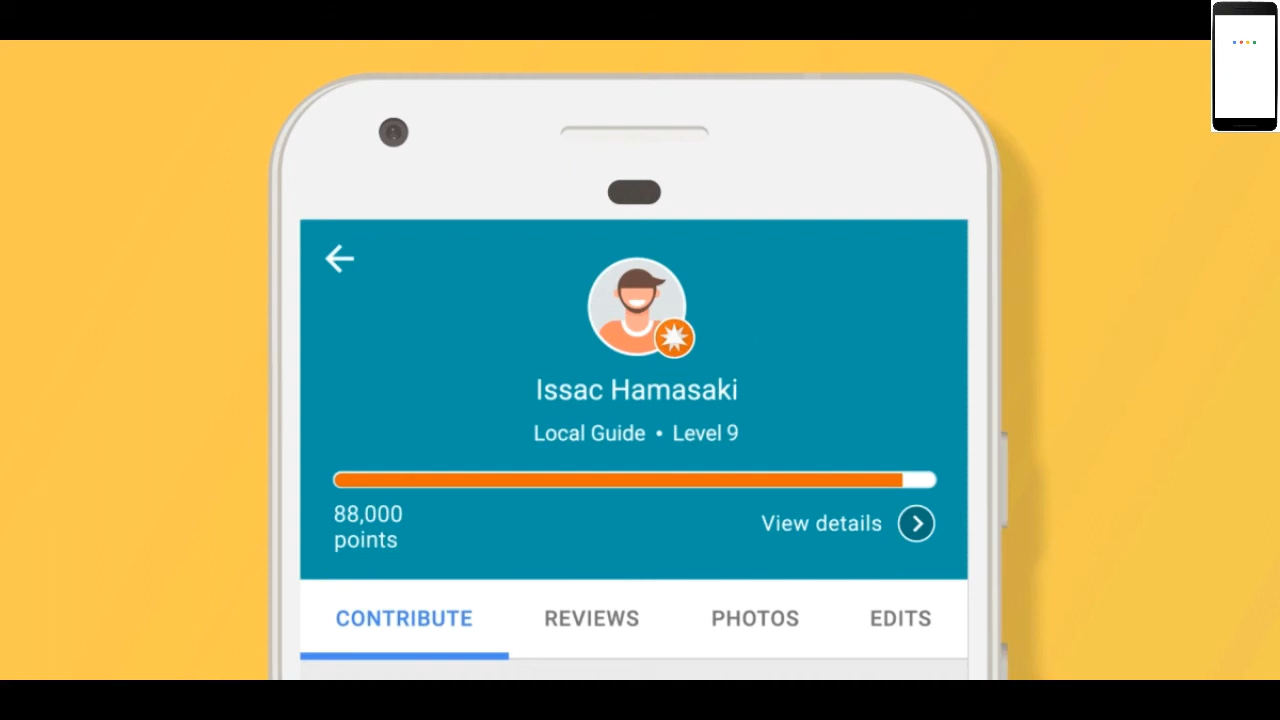 Issac Hamasaki
Local Guide • Level 9
88,000
points
View details
CONTRIBUTE
REVIEWS
PHOTOS
EDITS